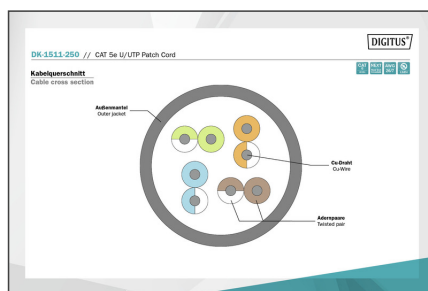 DIGITUS®
DK-1511-250 // CAT 5e U/UTP Patch Cord
Kabelquerschnitt
Cable cross section
Außenmantel
Outer jacket
Cu-Draht
Cu-Wire
Adernpaare
Twisted pair